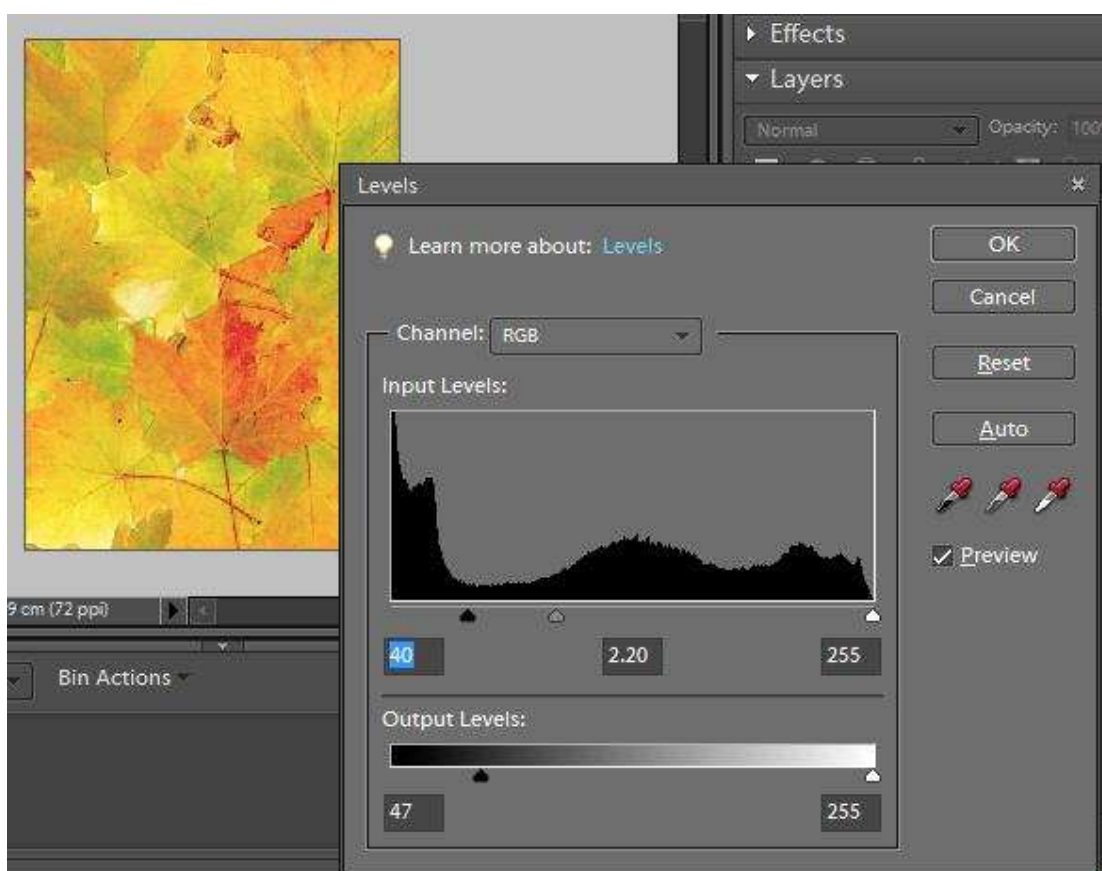 Effects
Layers
Normal Opacity: 100
Levels
Learn more about: Levels
OK
Cancel
Channel: RGB
Reset
Input Levels:
Auto
Preview
40 2.20 255
9 cm (72 ppi)
Bin Actions
Output Levels:
47 255